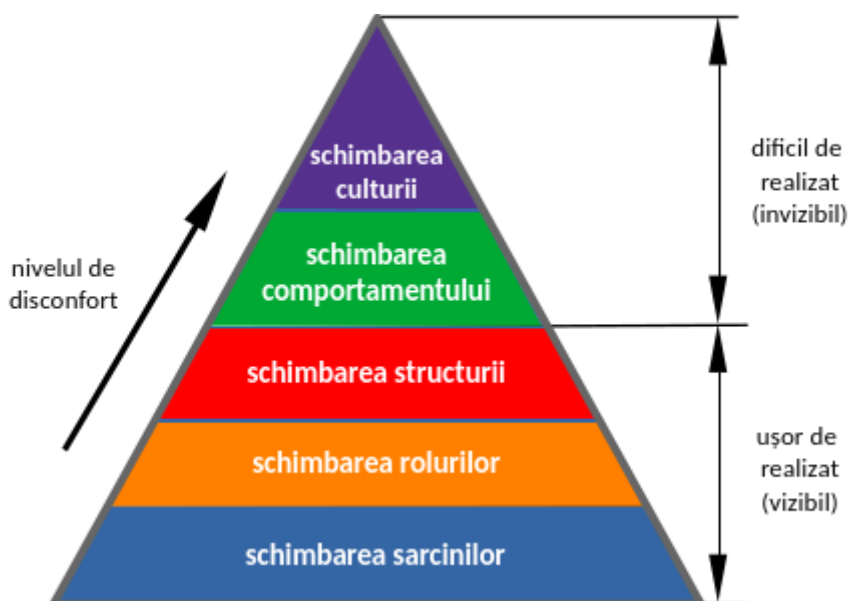 schimbarea
culturii
schimbarea
comportamentului
schimbarea structurii
schimbarea rolurilor
schimbarea sarcinilor
nivelul de
disconfort
dificil de
realizat
(invizibil)
ușor de
realizat
(vizibil)